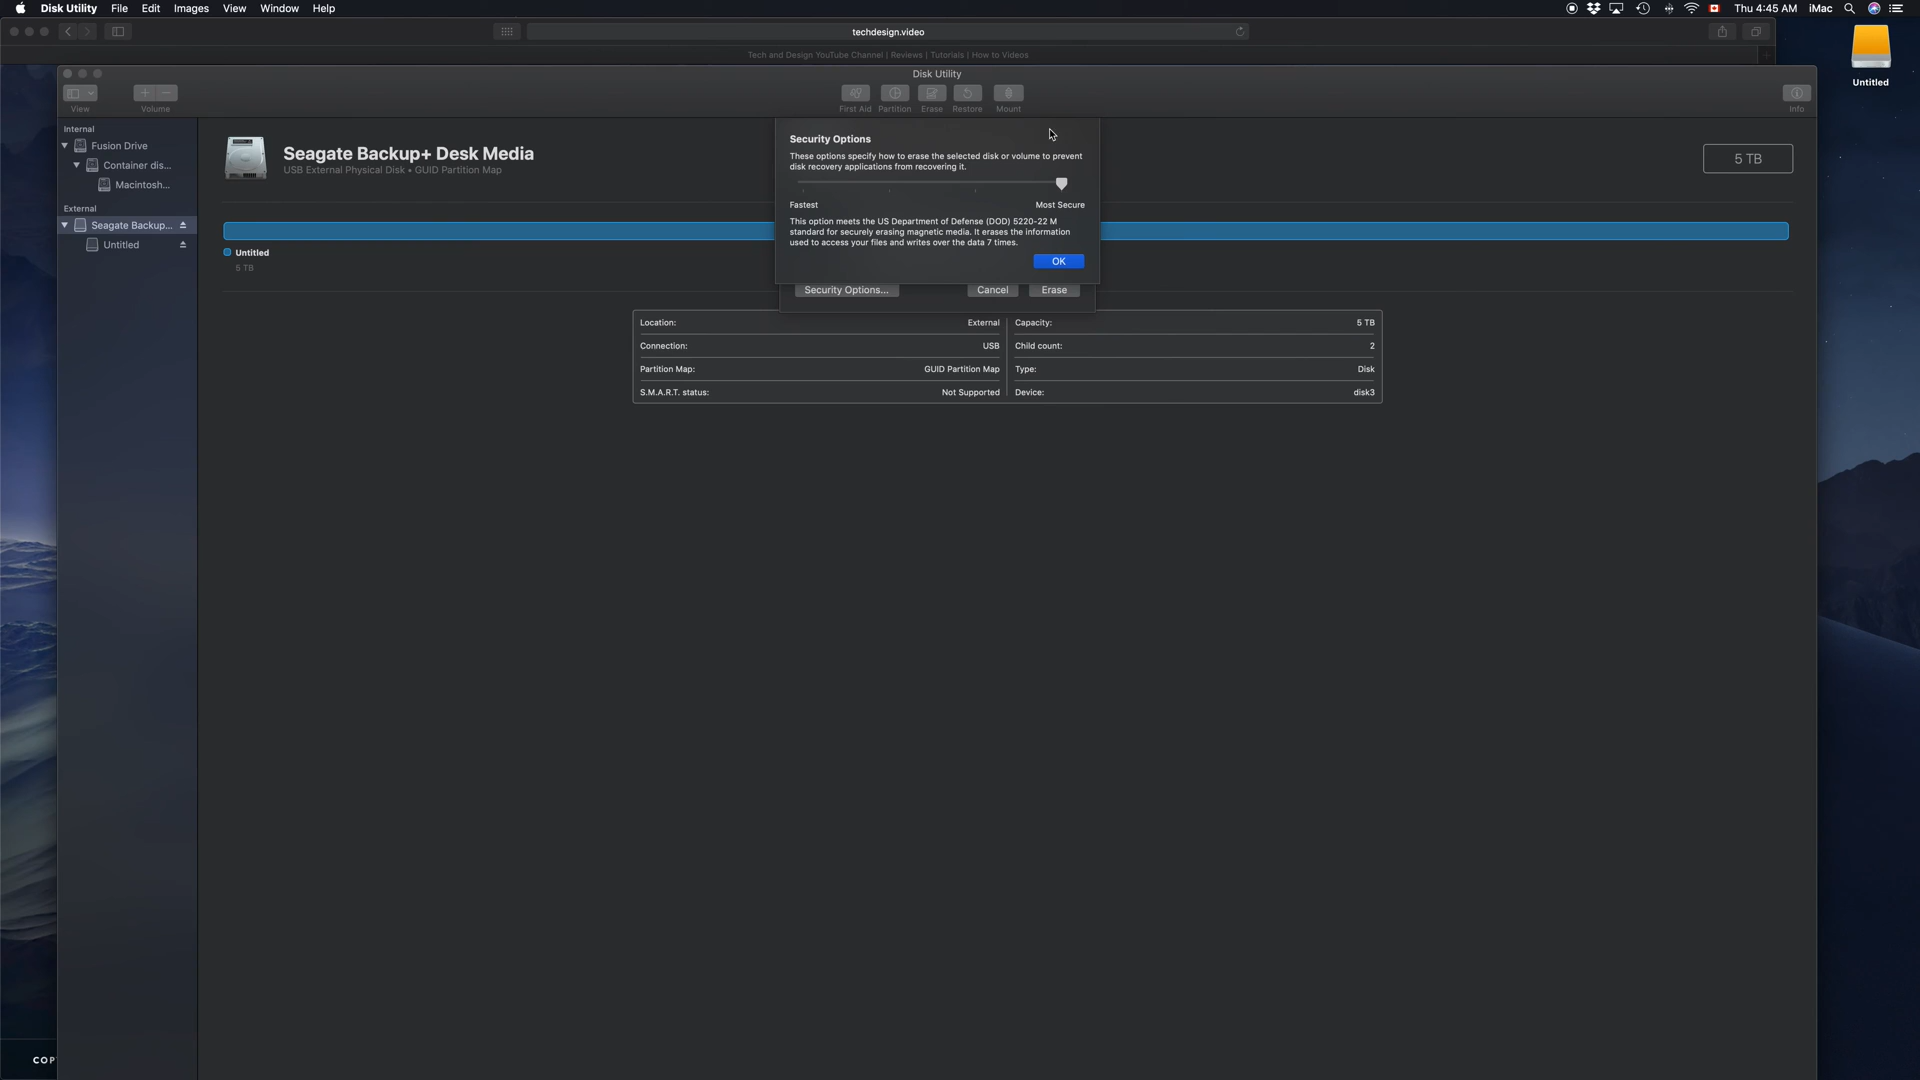 Disk Utility File Edit Images View Window Help
Thu 4:45 AM iMac
techdesign.video
Tech and Design YouTube Channel | Reviews | Tutorials | How to Videos
Untitled
Disk Utility
View Volume First Aid Partition Erase Restore Mount Info
Internal
Fusion Drive
Container dis...
Macintosh...
External
Seagate Backup...
Untitled
Seagate Backup+ Desk Media
USB External Physical Disk • GUID Partition Map
5 TB
Untitled
5 TB
Security Options
These options specify how to erase the selected disk or volume to prevent
disk recovery applications from recovering it.
Fastest Most Secure
This option meets the US Department of Defense (DOD) 5220-22 M
standard for securely erasing magnetic media. It erases the information
used to access your files and writes over the data 7 times.
OK
Security Options... Cancel Erase
Location: External Capacity: 5 TB
Connection: USB Child count: 2
Partition Map: GUID Partition Map Type: Disk
S.M.A.R.T. status: Not Supported Device: disk3
COP